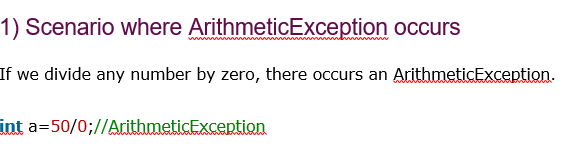 1) Scenario where ArithmeticException occurs
If we divide any number by zero, there occurs an ArithmeticException.
int a=50/0;//ArithmeticException